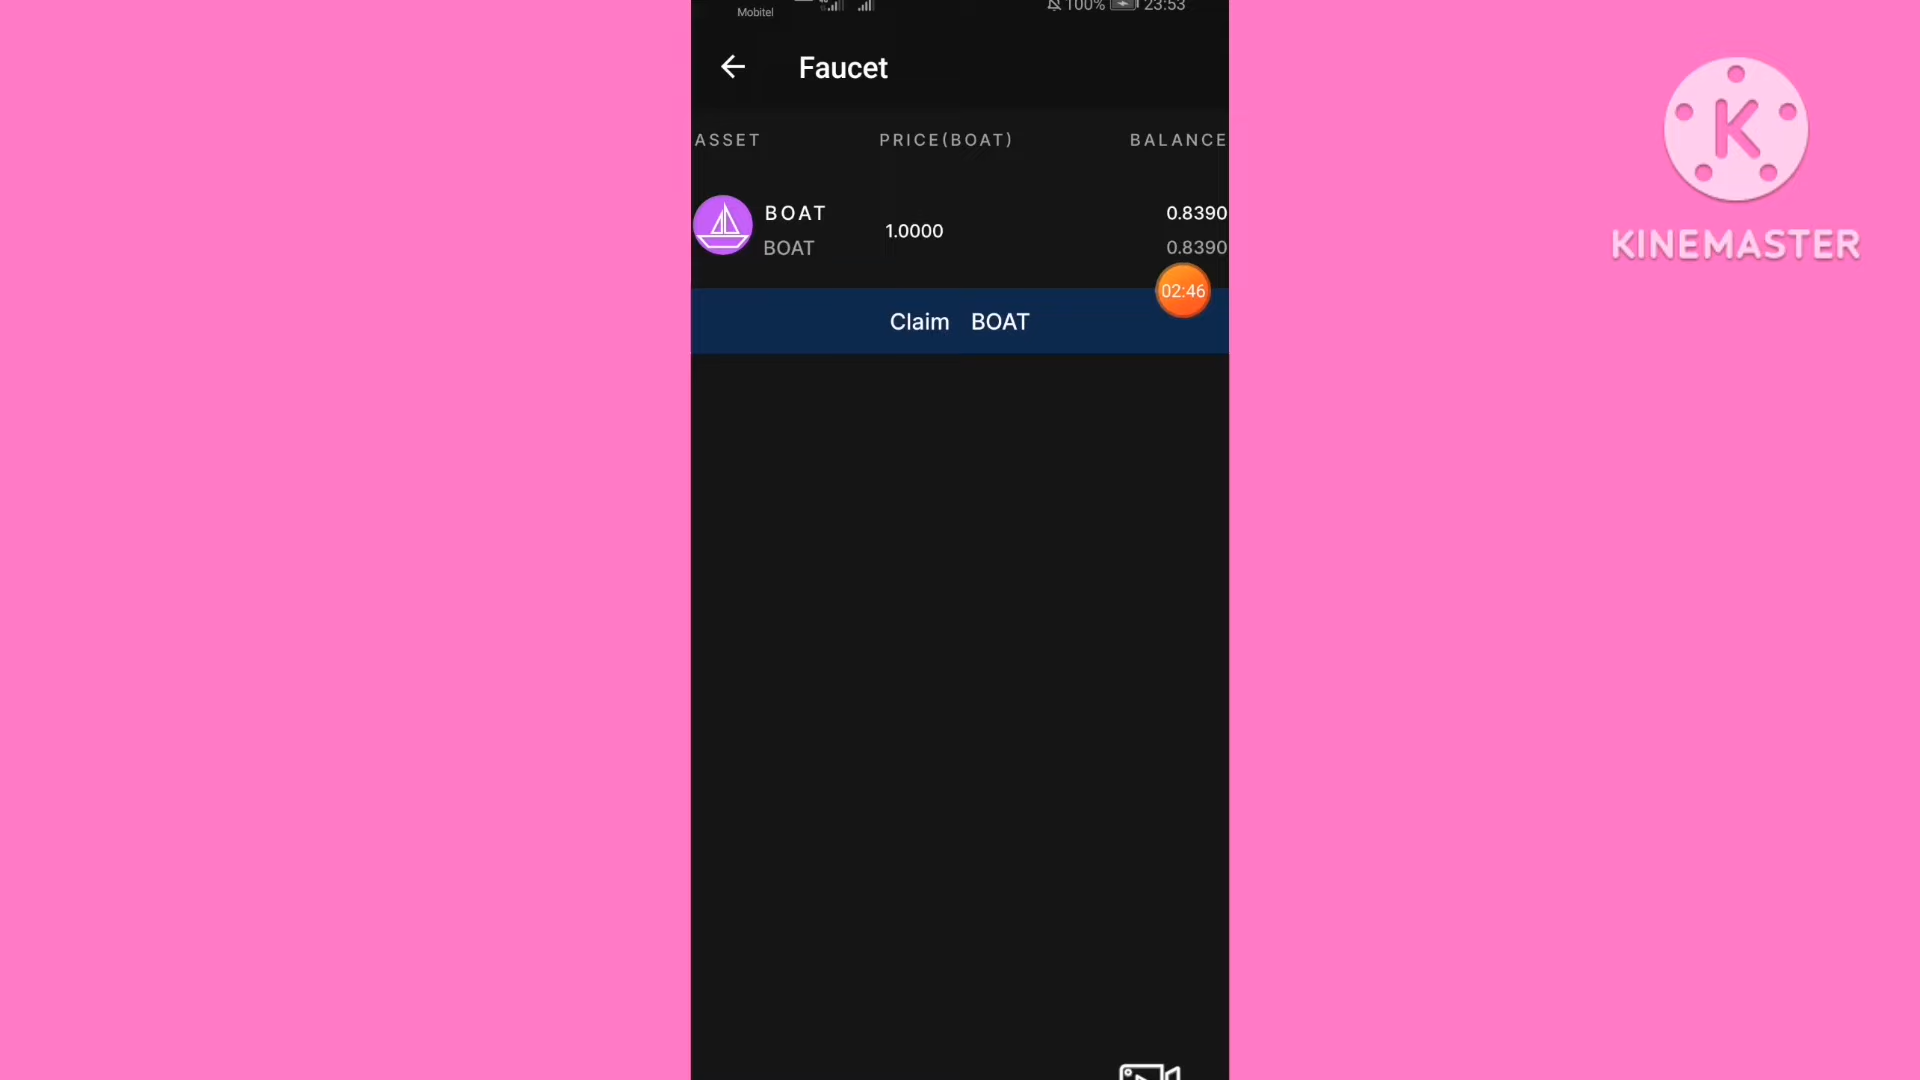 Mobitel 100% 23:53
Faucet
ASSET PRICE(BOAT) BALANCE
BOAT 0.8390
1.0000
BOAT 0.8390
02:46
Claim BOAT
K
KINEMASTER